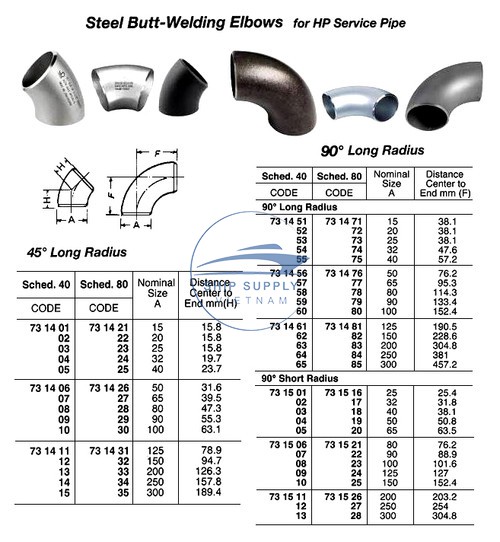 Steel Butt-Welding Elbows for HP Service Pipe
F
H
H
A
F
A
45° Long Radius
Sched. 40 Sched. 80 Nominal Size A Distance Center to End mm(H)
CODE CODE
73 14 01 73 14 21 15 15.8
02 22 20 15.8
03 23 25 15.8
04 24 32 19.7
05 25 40 23.7
73 14 06 73 14 26 50 31.6
07 27 65 39.5
08 28 80 47.3
09 29 90 55.3
10 30 100 63.1
73 14 11 73 14 31 125 78.9
12 32 150 94.7
13 33 200 126.3
14 34 250 157.8
15 35 300 189.4
90° Long Radius
Sched. 40 Sched. 80 Nominal Size A Distance Center to End mm (F)
CODE CODE
90° Long Radius
73 14 51 73 14 71 15 38.1
52 72 20 38.1
53 73 25 38.1
54 74 32 47.6
55 75 40 57.2
73 14 56 73 14 76 50 76.2
57 77 65 95.3
58 78 80 114.3
59 79 90 133.4
60 80 100 152.4
73 14 61 73 14 81 125 190.5
62 82 150 228.6
63 83 200 304.8
64 84 250 381
65 85 300 457.2
90° Short Radius
73 15 01 73 15 16 25 25.4
02 17 32 31.8
03 18 40 38.1
04 19 50 50.8
05 20 65 63.5
73 15 06 73 15 21 80 76.2
07 22 90 88.9
08 23 100 101.6
09 24 125 127
10 25 150 152.4
73 15 11 73 15 26 200 203.2
12 27 250 254
13 28 300 304.8
SUPPLY